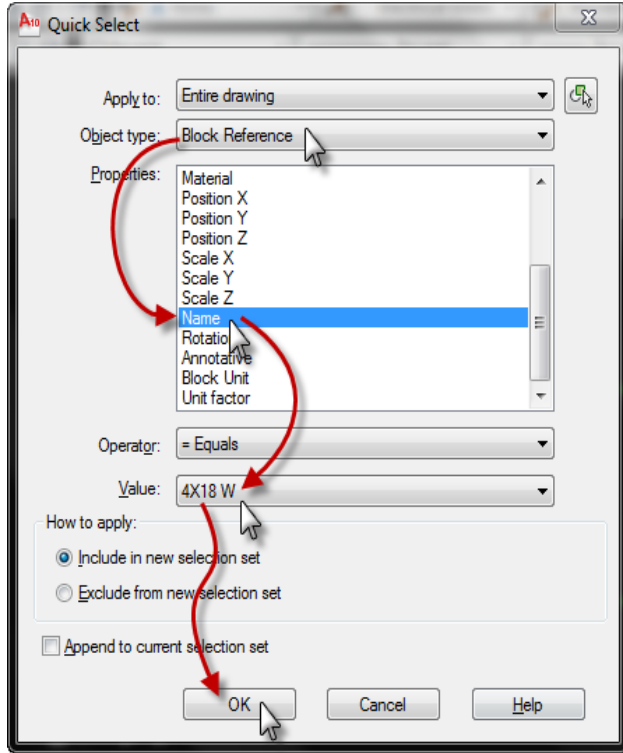 A10 Quick Select
Apply to: Entire drawing
Object type: Block Reference
Properties:
Material
Position X
Position Y
Position Z
Scale X
Scale Y
Scale Z
Name
Rotation
Annotative
Block Unit
Unit factor
Operator: = Equals
Value: 4X18 W
How to apply:
Include in new selection set
Exclude from new selection set
Append to current selection set
OK Cancel Help